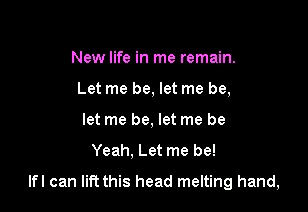 New life in me remain.
Let me be, let me be,
let me be, let me be
Yeah, Let me be!
If I can lift this head melting hand,